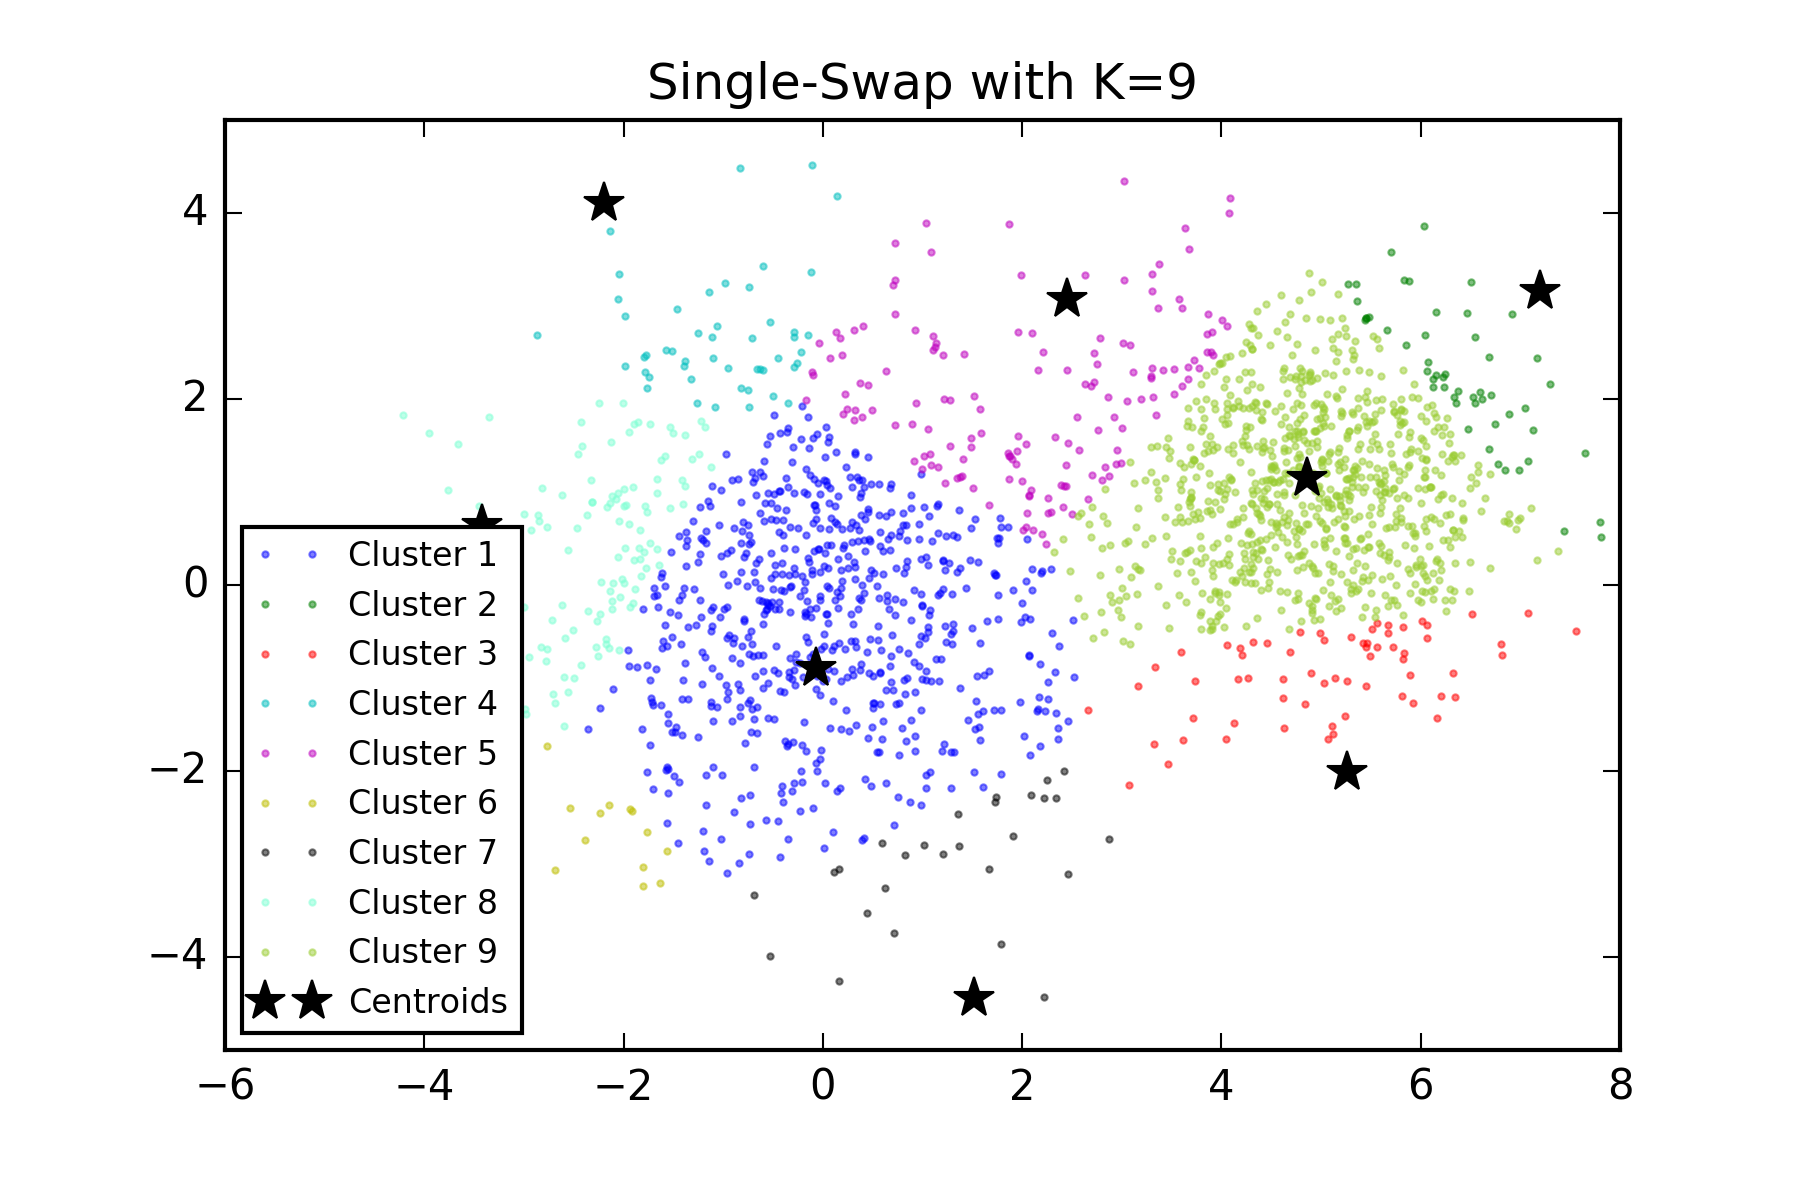 Single-Swap with K=9
4
2
0
−2
−4
Cluster 1
Cluster 2
Cluster 3
Cluster 4
Cluster 5
Cluster 6
Cluster 7
Cluster 8
Cluster 9
Centroids
−6 −4 −2 0 2 4 6 8